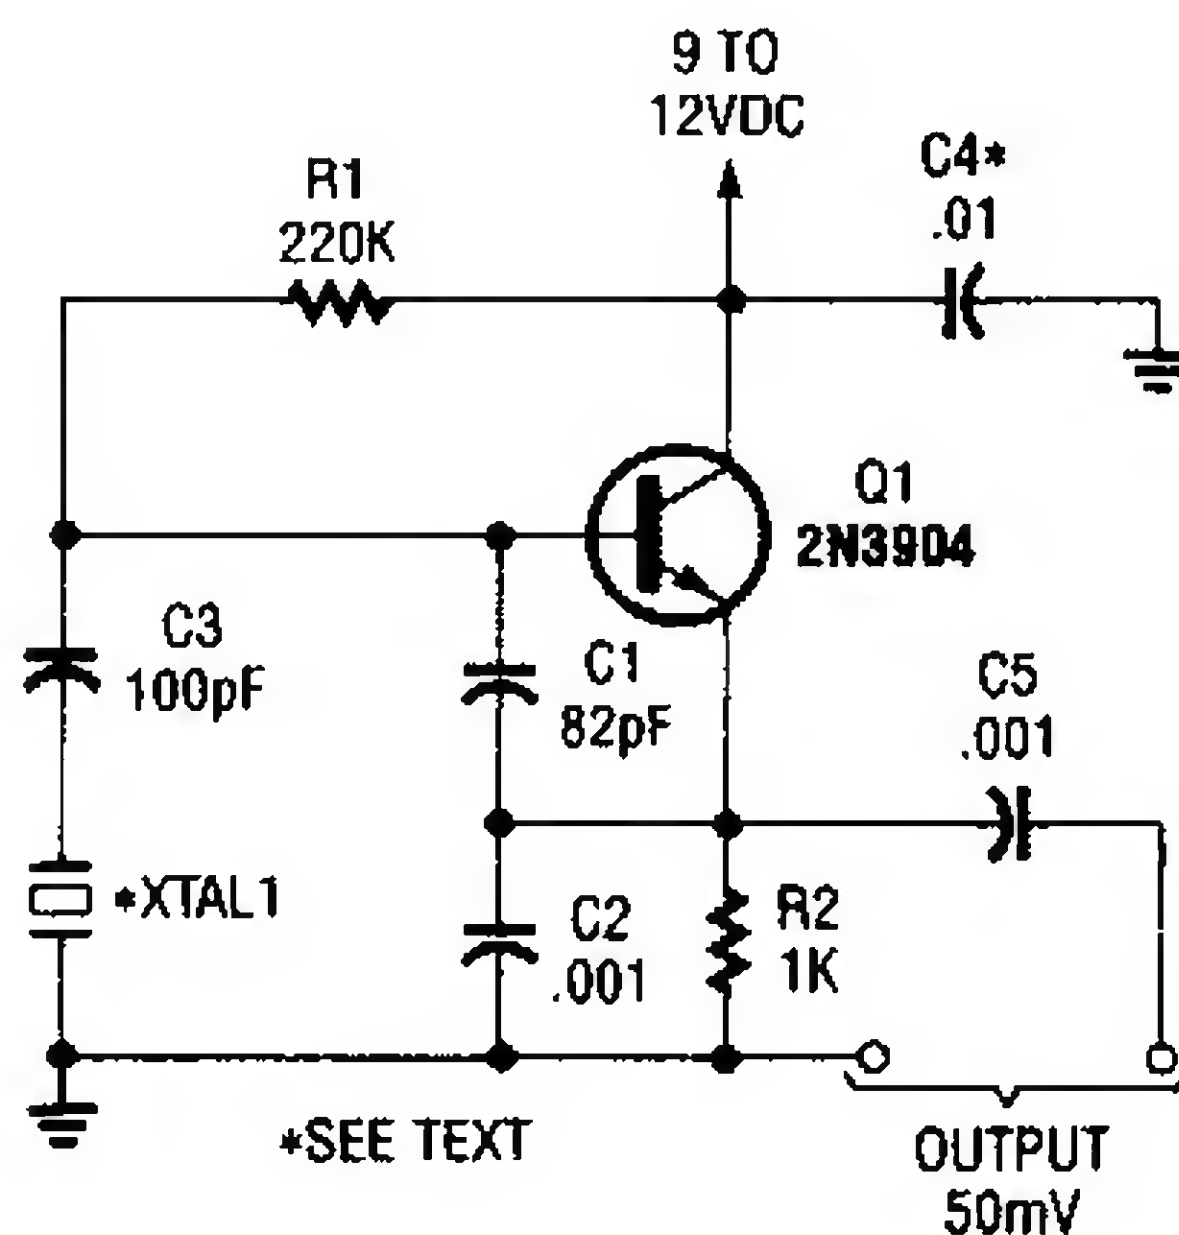 9 TO
12VDC
C4*
.01
R1
220K
Q1
2N3904
C3
100pF
C1
82pF
C5
.001
*XTAL1
C2
.001
R2
1K
*SEE TEXT
OUTPUT
50mV